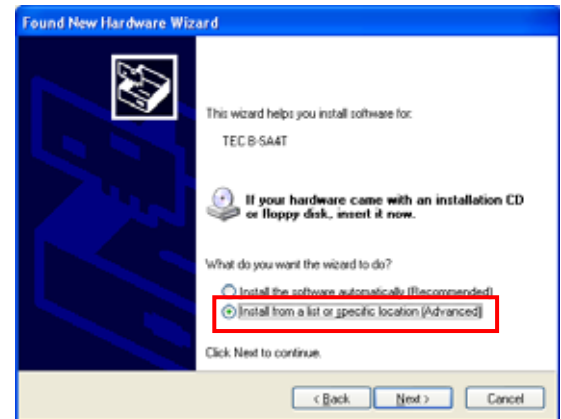 Found New Hardware Wizard
This wizard helps you install software for:
TEC B-SA4T
If your hardware came with an installation CD
or floppy disk, insert it now.
What do you want the wizard to do?
Install the software automatically (Recommended)
Install from a list or specific location (Advanced)
Click Next to continue.
< Back Next > Cancel